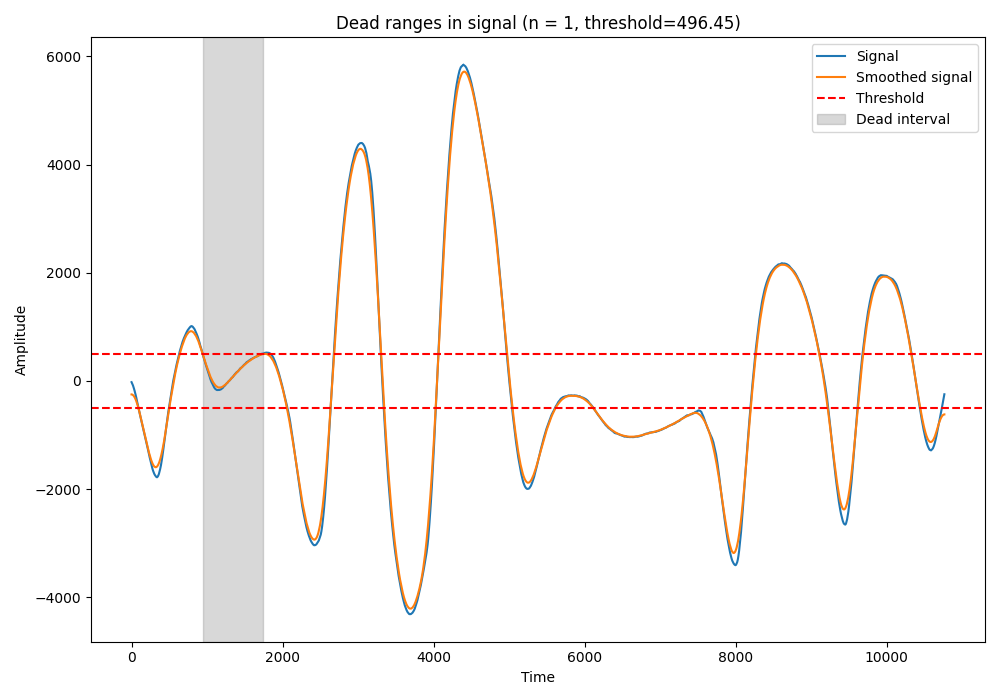 Dead ranges in signal (n = 1, threshold=496.45)
Signal
Smoothed signal
Threshold
Dead interval
6000
4000
2000
0
−2000
−4000
Amplitude
0
2000
4000
6000
8000
10000
Time